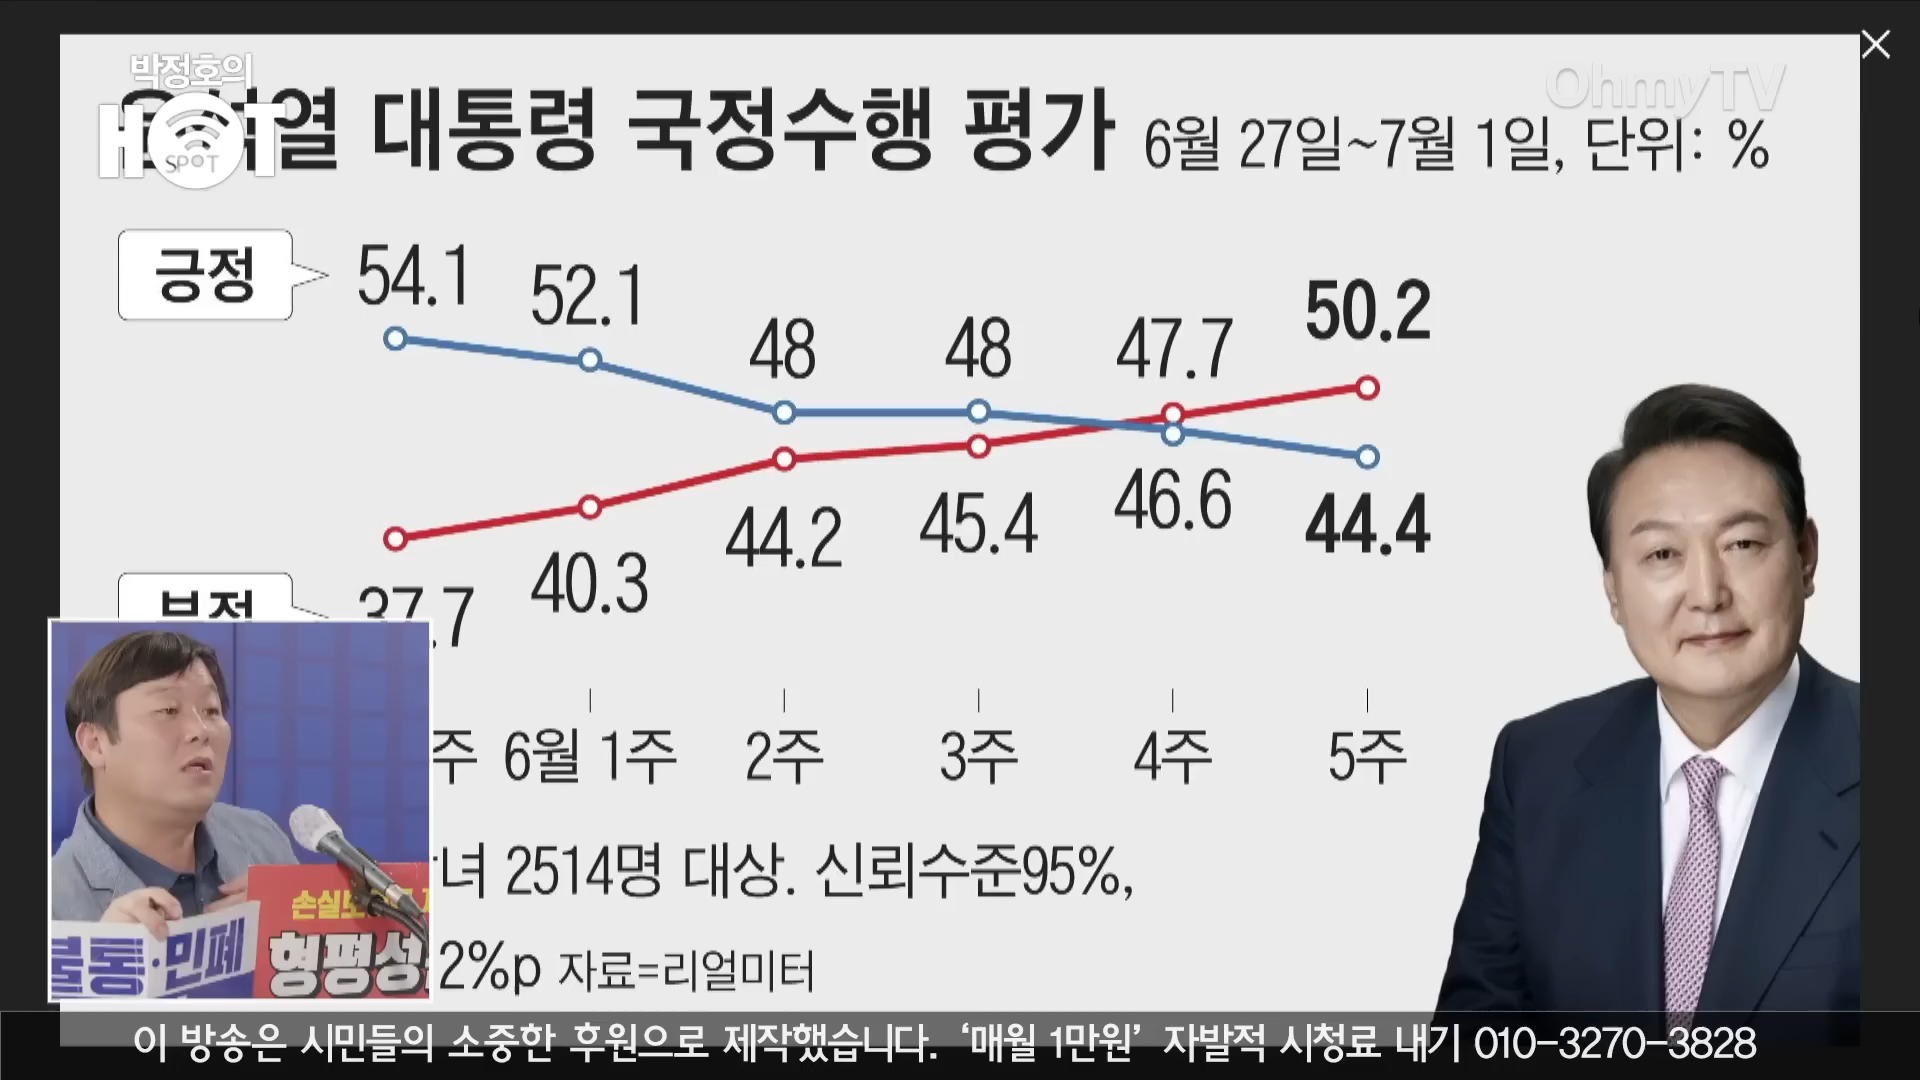 박정호의
HOT
SPOT
OhmyTV
열 대통령 국정수행 평가 6월 27일~7월 1일, 단위: %
긍정
54.1 52.1 48 48 47.7 50.2
37.7 40.3 44.2 45.4 46.6 44.4
부정
주 6월 1주 2주 3주 4주 5주
녀 2514명 대상. 신뢰수준95%,
2%p 자료=리얼미터
불통·민폐
형평성
이 방송은 시민들의 소중한 후원으로 제작했습니다. ‘매월 1만원’ 자발적 시청료 내기 010-3270-3828